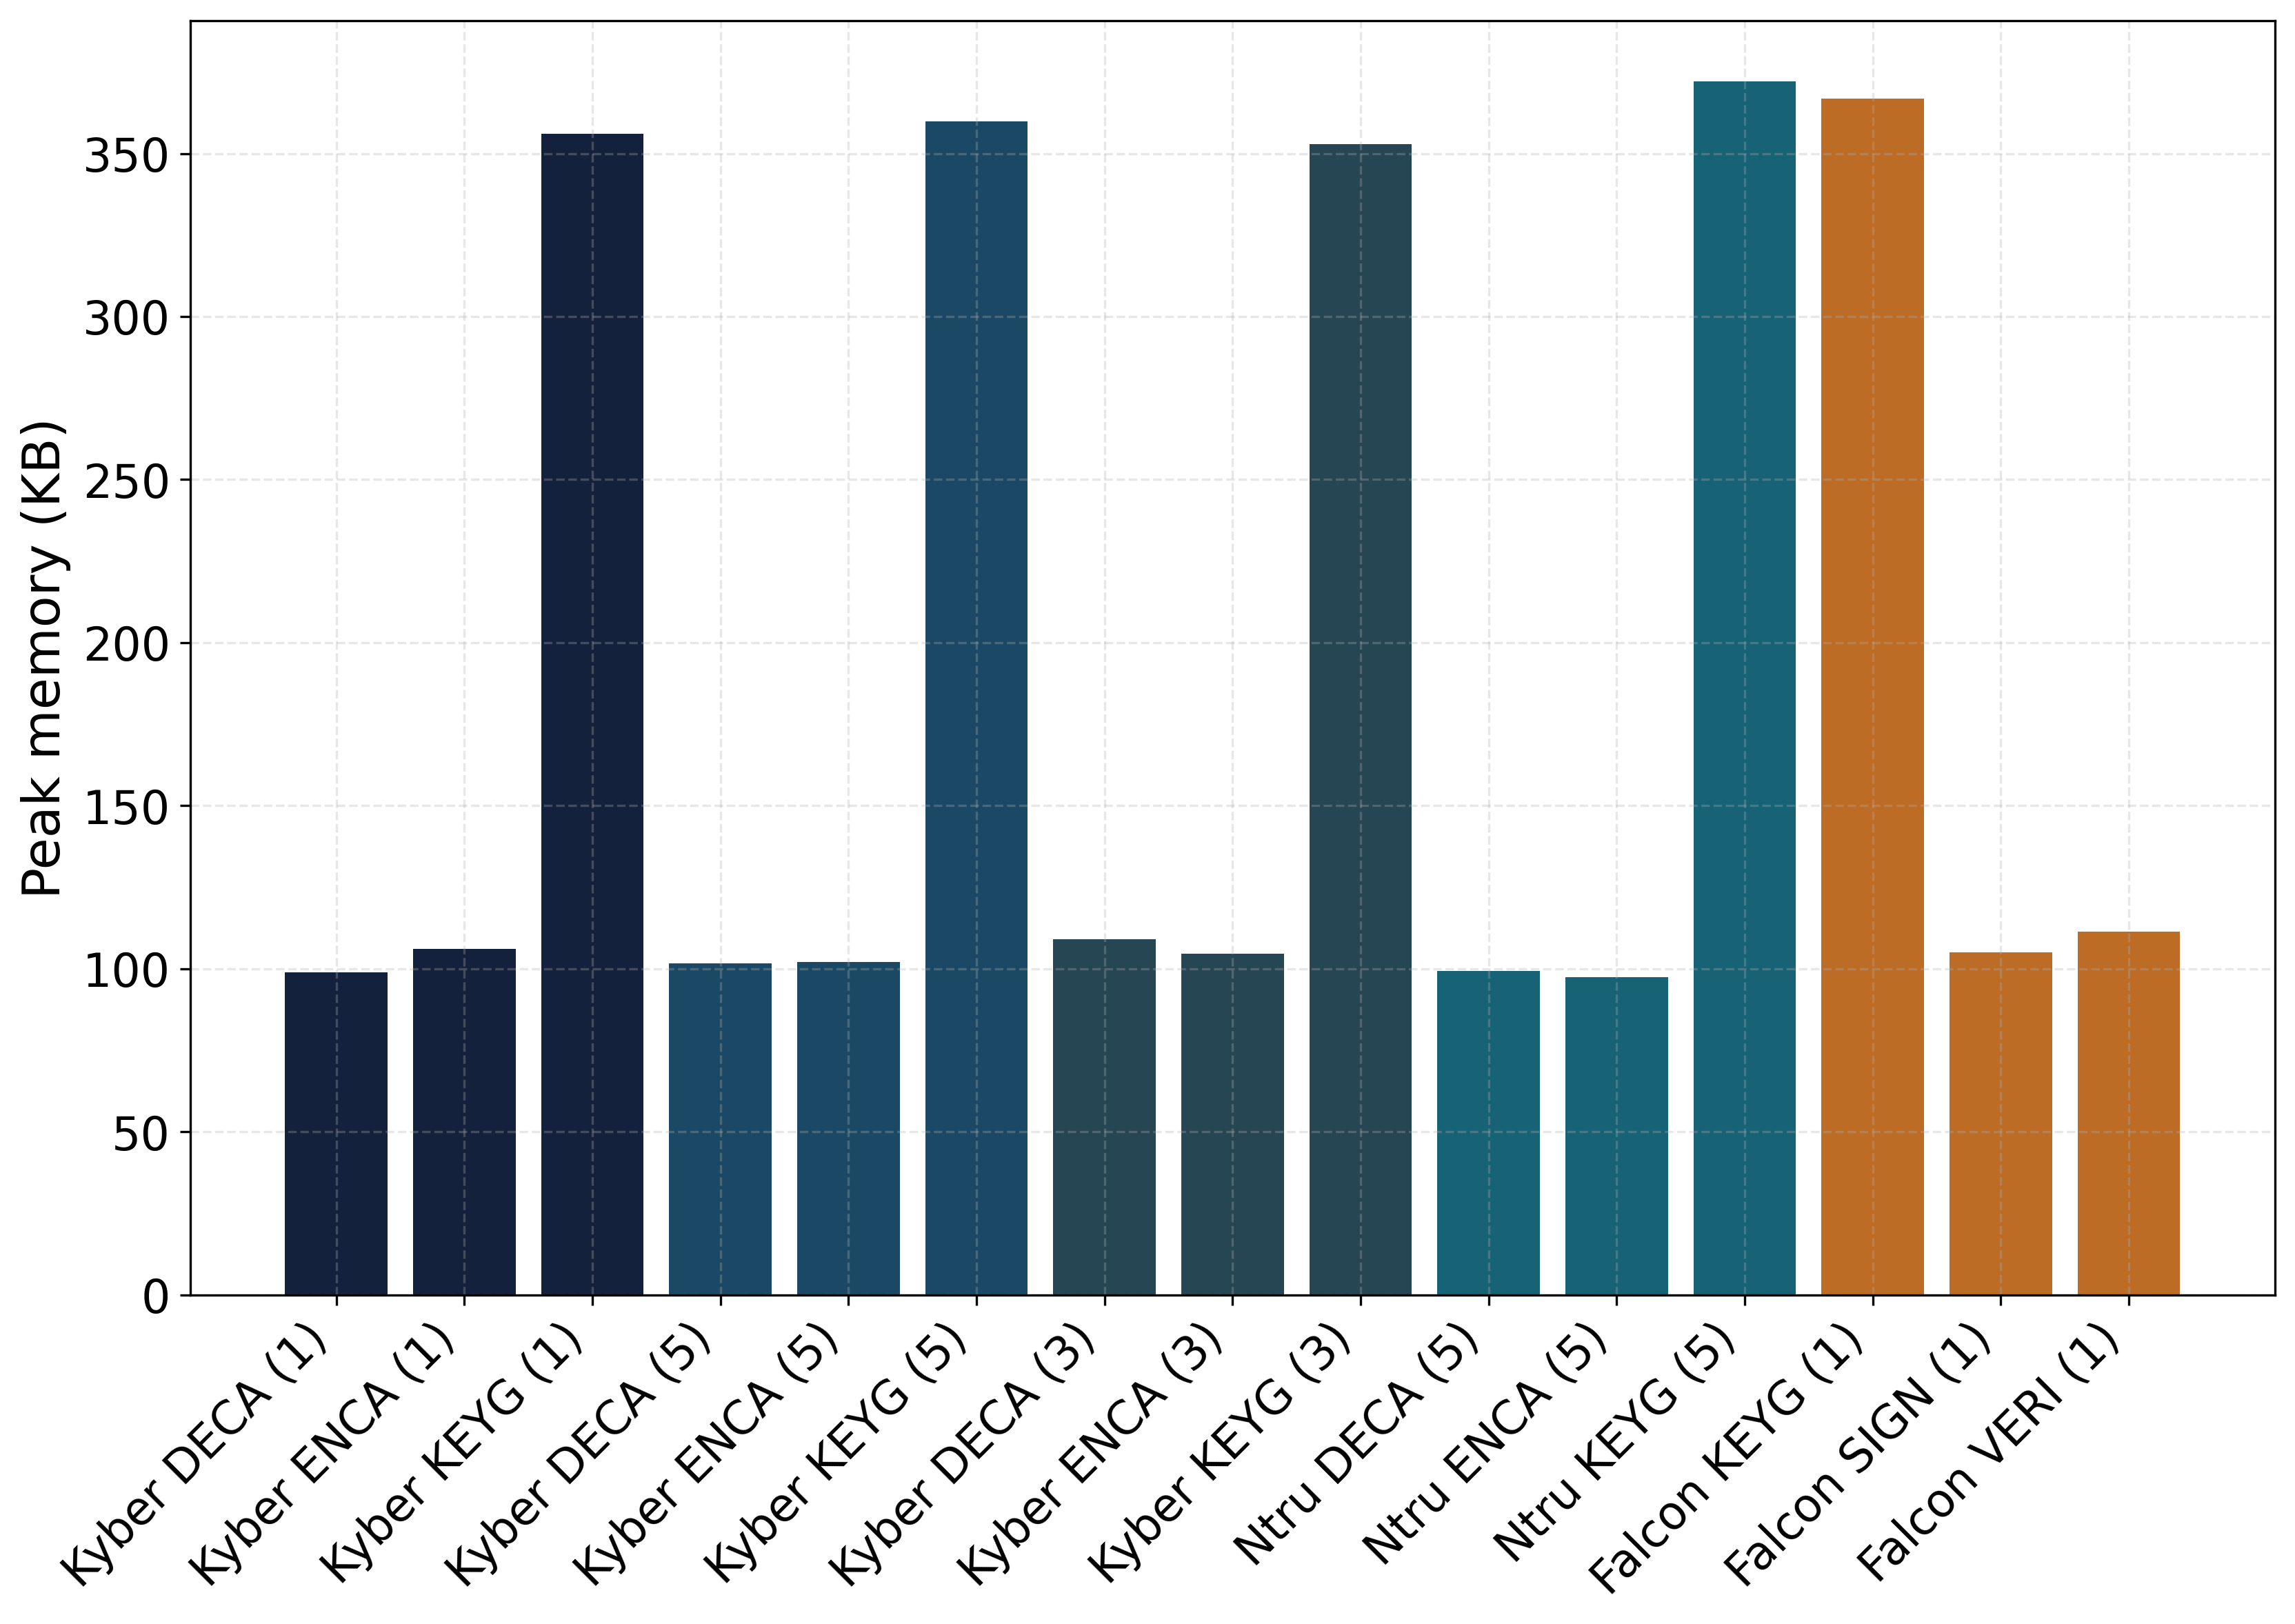 Peak memory (KB)
350
300
250
200
150
100
50
0
Kyber DECA (1)
Kyber ENCA (1)
Kyber KEYG (1)
Kyber DECA (5)
Kyber ENCA (5)
Kyber KEYG (5)
Kyber DECA (3)
Kyber ENCA (3)
Kyber KEYG (3)
Ntru DECA (5)
Ntru ENCA (5)
Ntru KEYG (5)
Falcon KEYG (1)
Falcon SIGN (1)
Falcon VERI (1)